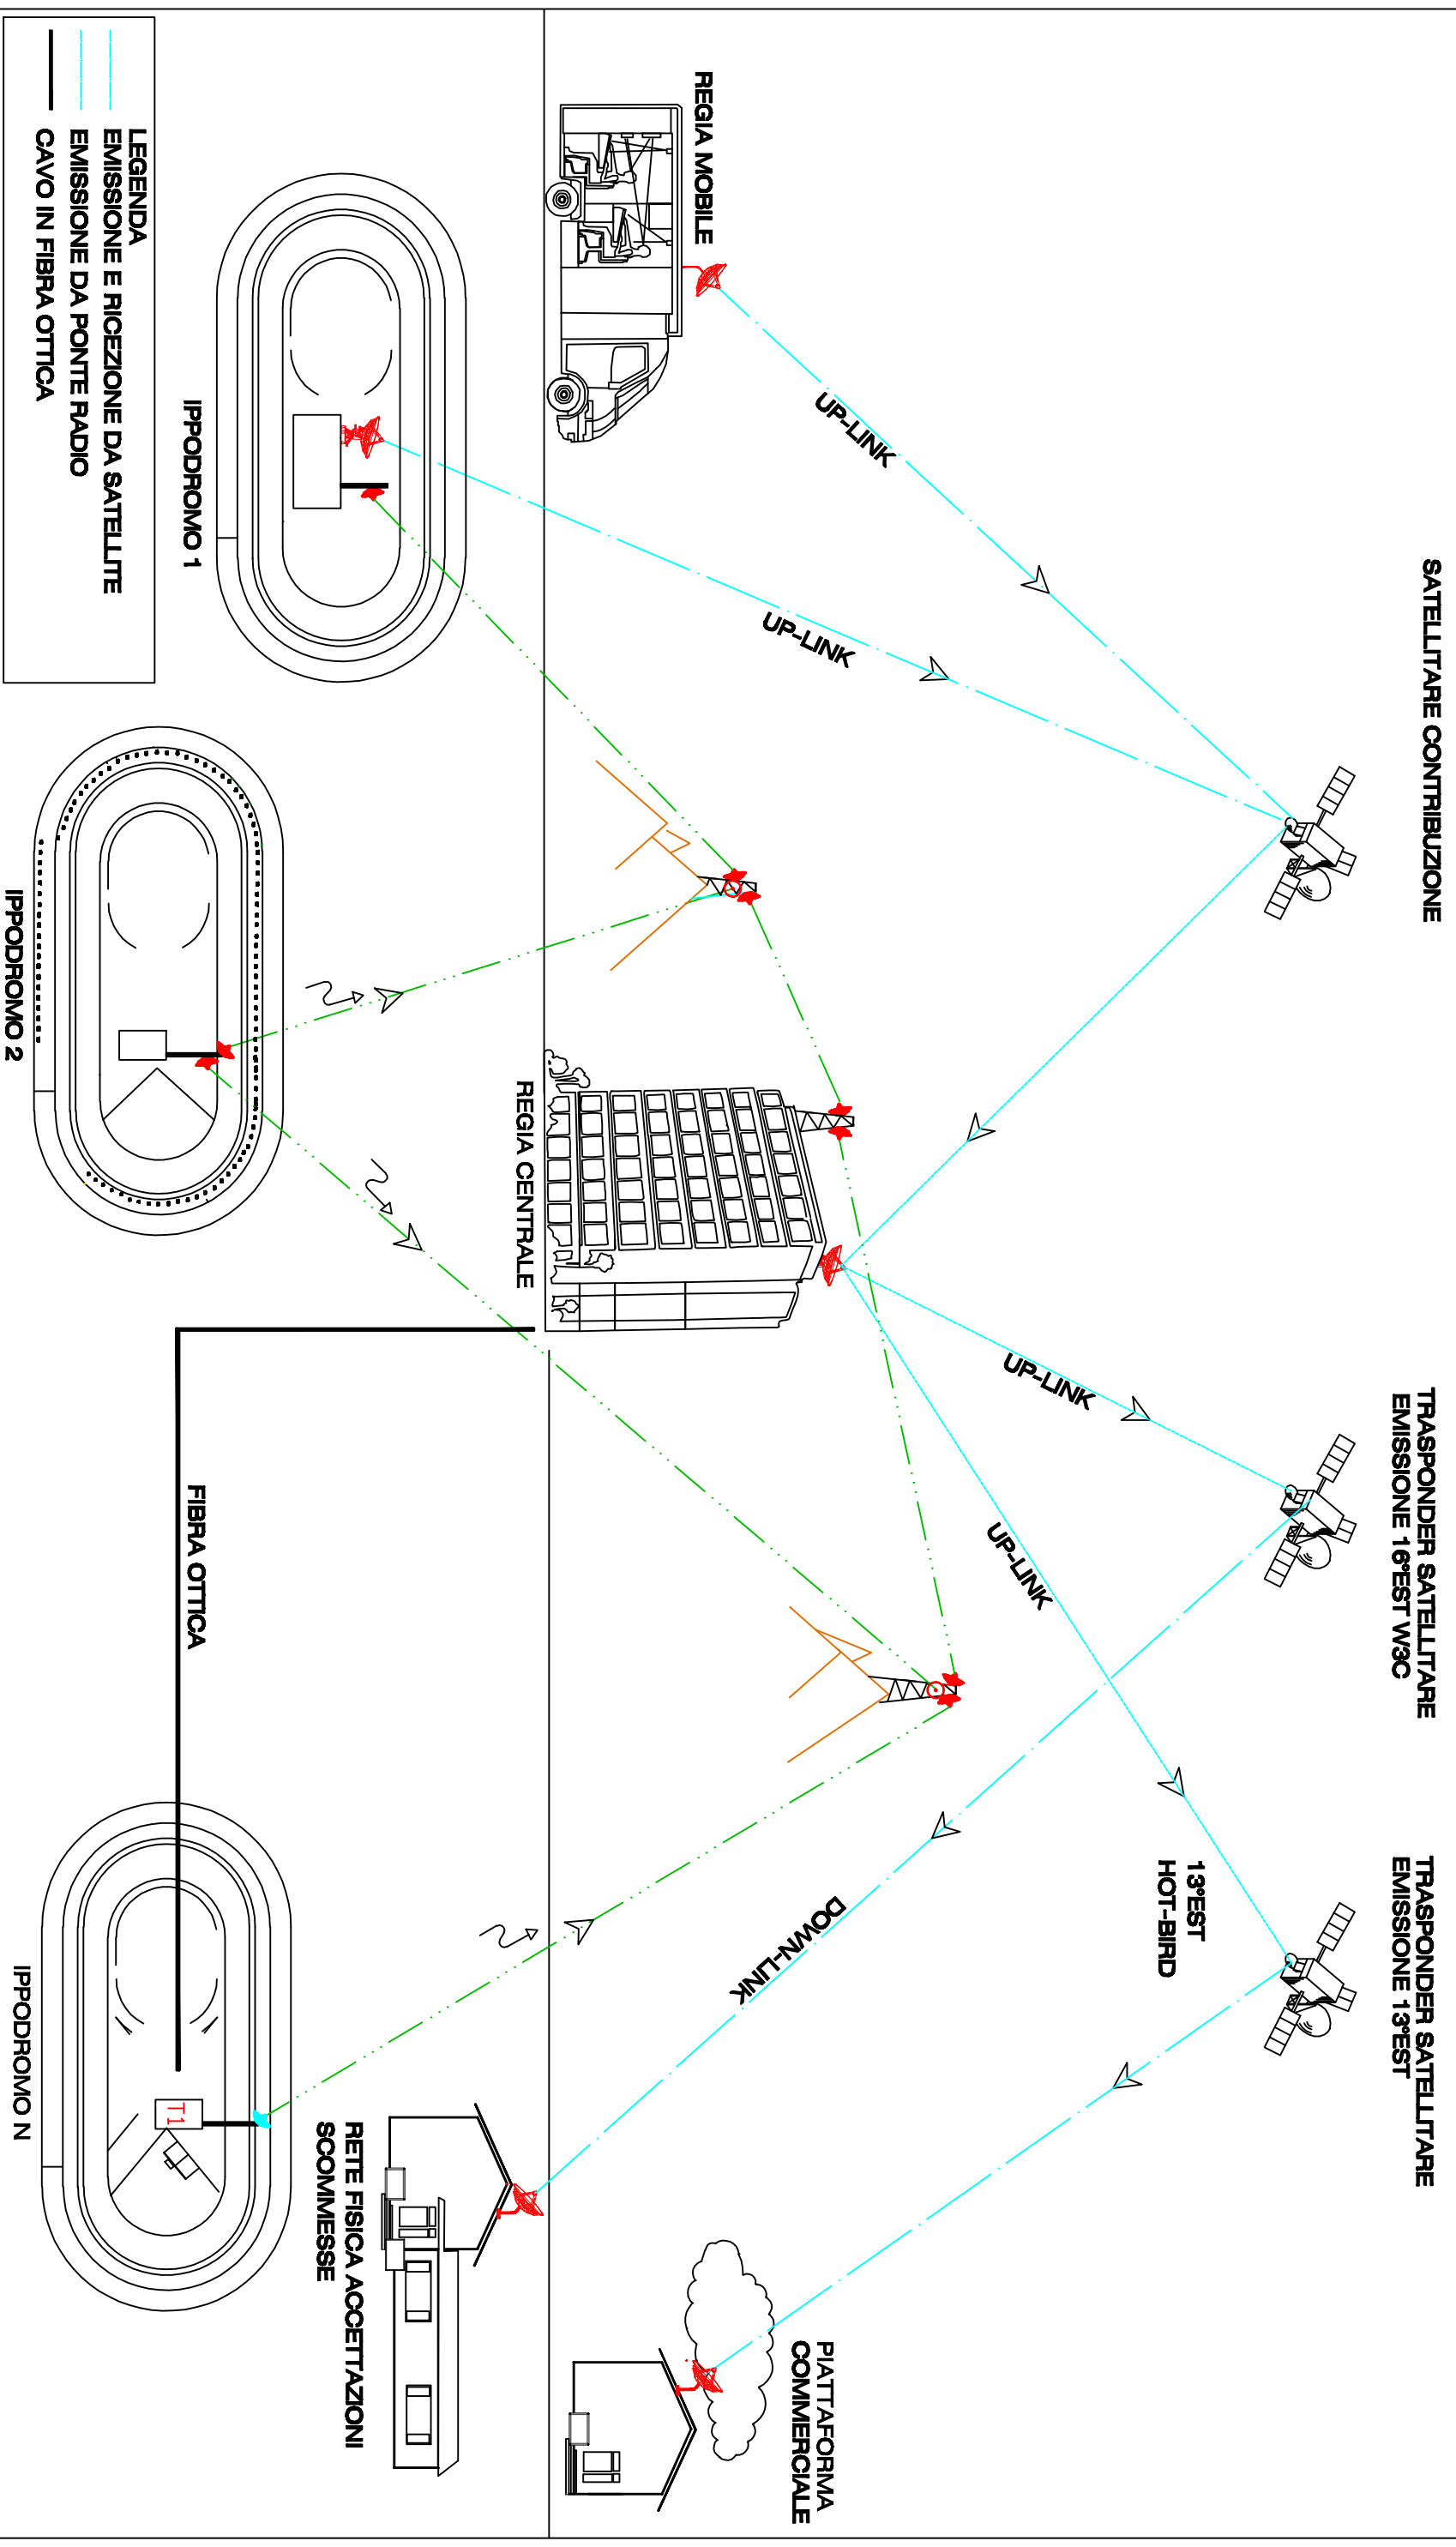 SATELLITARE CONTRIBUZIONE
TRASPONDER SATELLITARE
EMISSIONE 16°EST W3C
TRASPONDER SATELLITARE
EMISSIONE 13°EST
13°EST
HOT-BIRD
UP-LINK
UP-LINK
UP-LINK
UP-LINK
DOWN-LINK
REGIA MOBILE
REGIA CENTRALE
PIATTAFORMA
COMMERCIALE
RETE FISICA ACCETTAZIONI
SCOMMESSE
IPPODROMO 1
FIBRA OTTICA
T1
LEGENDA
EMISSIONE E RICEZIONE DA SATELLITE
EMISSIONE DA PONTE RADIO
CAVO IN FIBRA OTTICA
IPPODROMO 2
IPPODROMO N